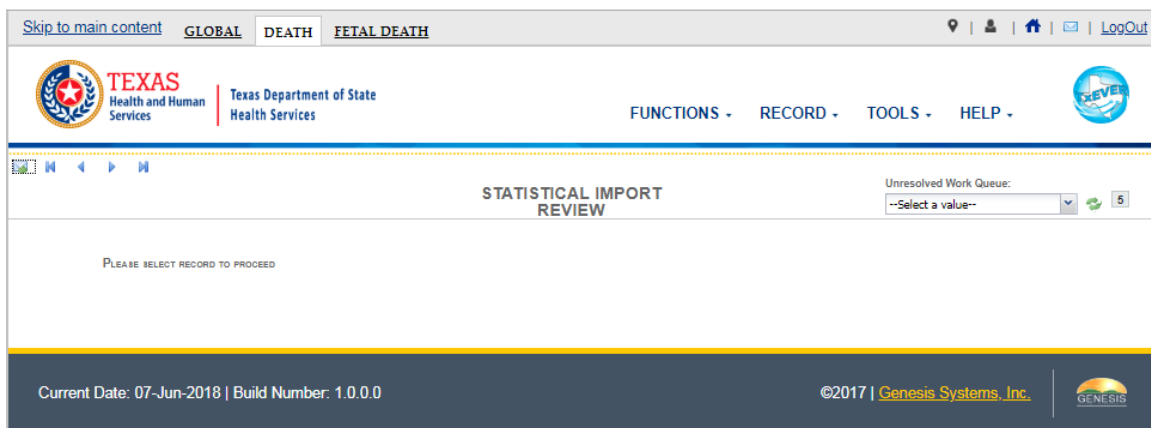 Skip to main content GLOBAL DEATH FETAL DEATH | | | | LogOut
TEXAS
Health and Human
Services
Texas Department of State
Health Services
FUNCTIONS RECORD TOOLS HELP
TxEVER
STATISTICAL IMPORT
REVIEW
Unresolved Work Queue:
--Select a value-- 5
PLEASE SELECT RECORD TO PROCEED
Current Date: 07-Jun-2018 | Build Number: 1.0.0.0 ©2017 | Genesis Systems, Inc.
GENESIS